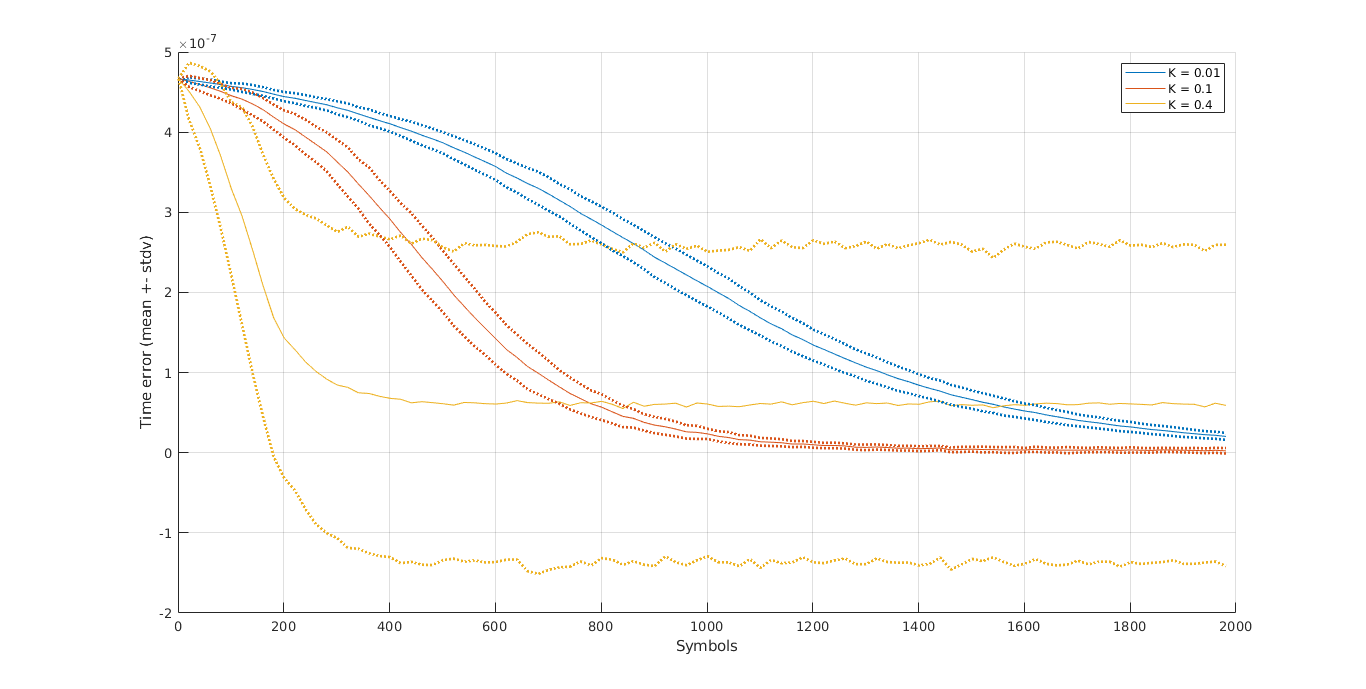 ×10-7
5
4
3
2
1
0
-1
-2
Time error (mean +- stdv)
K = 0.01
K = 0.1
K = 0.4
0 200 400 600 800 1000 1200 1400 1600 1800 2000
Symbols